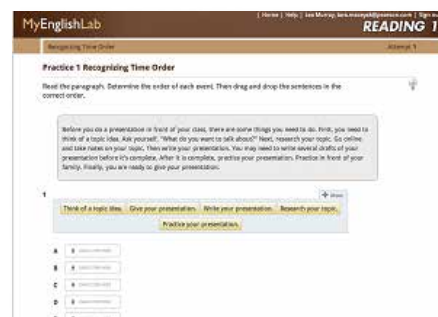 MyEnglishLab
| Home | Help |
READING 1
Recognizing Time Order
Attempt 1
Practice 1 Recognizing Time Order
Read the paragraph. Determine the order of each event. Then drag and drop the sentences in the
correct order.
Before you do a presentation in front of your class, there are some things you need to do. First, you need to
think of a topic idea. Ask yourself, "What do you want to talk about?" Next, research your topic. Go online
and take notes on your topic. Then write your presentation. You may need to write several drafts of your
presentation before it's complete. After it is complete, practice your presentation. Practice in front of your
family. Finally, you are ready to give your presentation.
1
Think of a topic idea. Give your presentation. Write your presentation. Research your topic.
Practice your presentation.
A
B
C
D